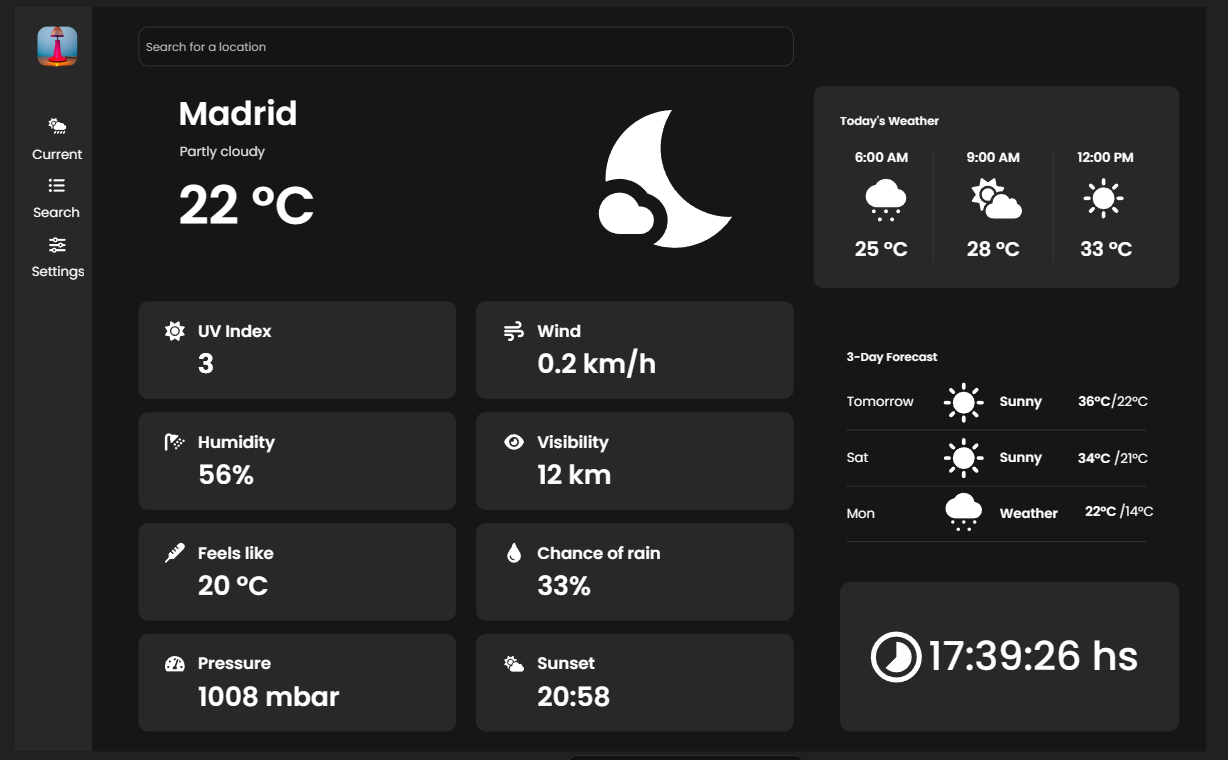 Search for a location
Current
Search
Settings
Madrid
Partly cloudy
22 °C
Today's Weather
6:00 AM
9:00 AM
12:00 PM
25 °C
28 °C
33 °C
UV Index
3
Wind
0.2 km/h
Humidity
56%
Visibility
12 km
Feels like
20 °C
Chance of rain
33%
Pressure
1008 mbar
Sunset
20:58
3-Day Forecast
Tomorrow Sunny 36°C/22°C
Sat Sunny 34°C /21°C
Mon Weather 22°C /14°C
17:39:26 hs